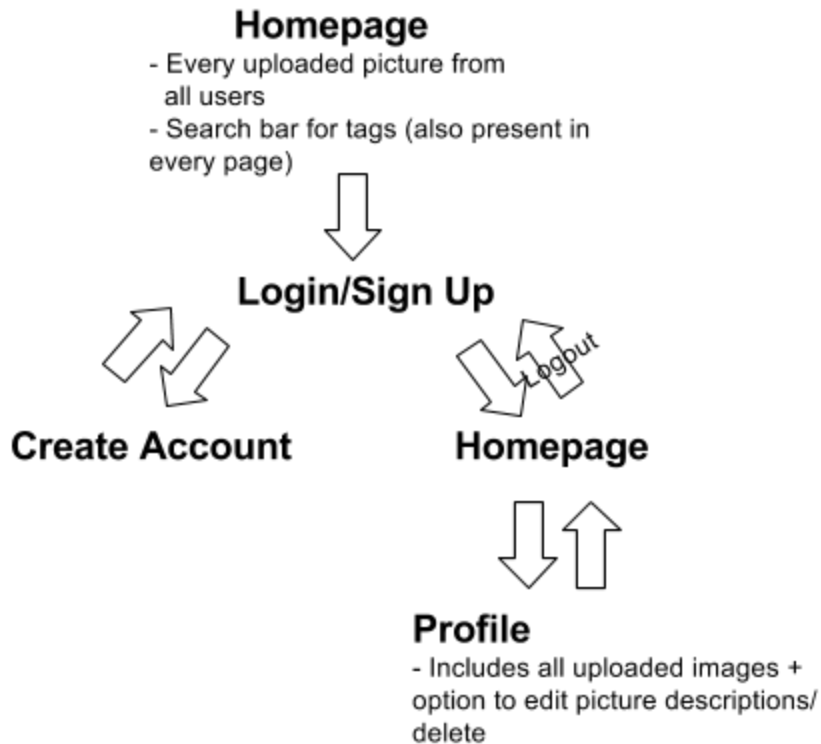 Homepage
- Every uploaded picture from
all users
- Search bar for tags (also present in
every page)
Login/Sign Up
Logout
Create Account
Homepage
Profile
- Includes all uploaded images +
option to edit picture descriptions/
delete